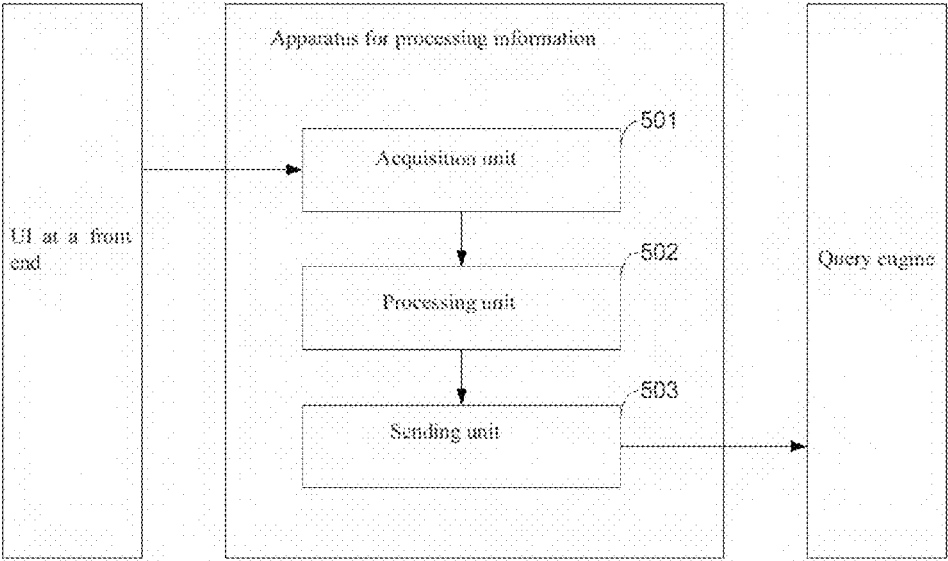 Apparatus for processing information
501
Acquisition unit
UI at a front
end
502
Processing unit
Query engine
503
Sending unit